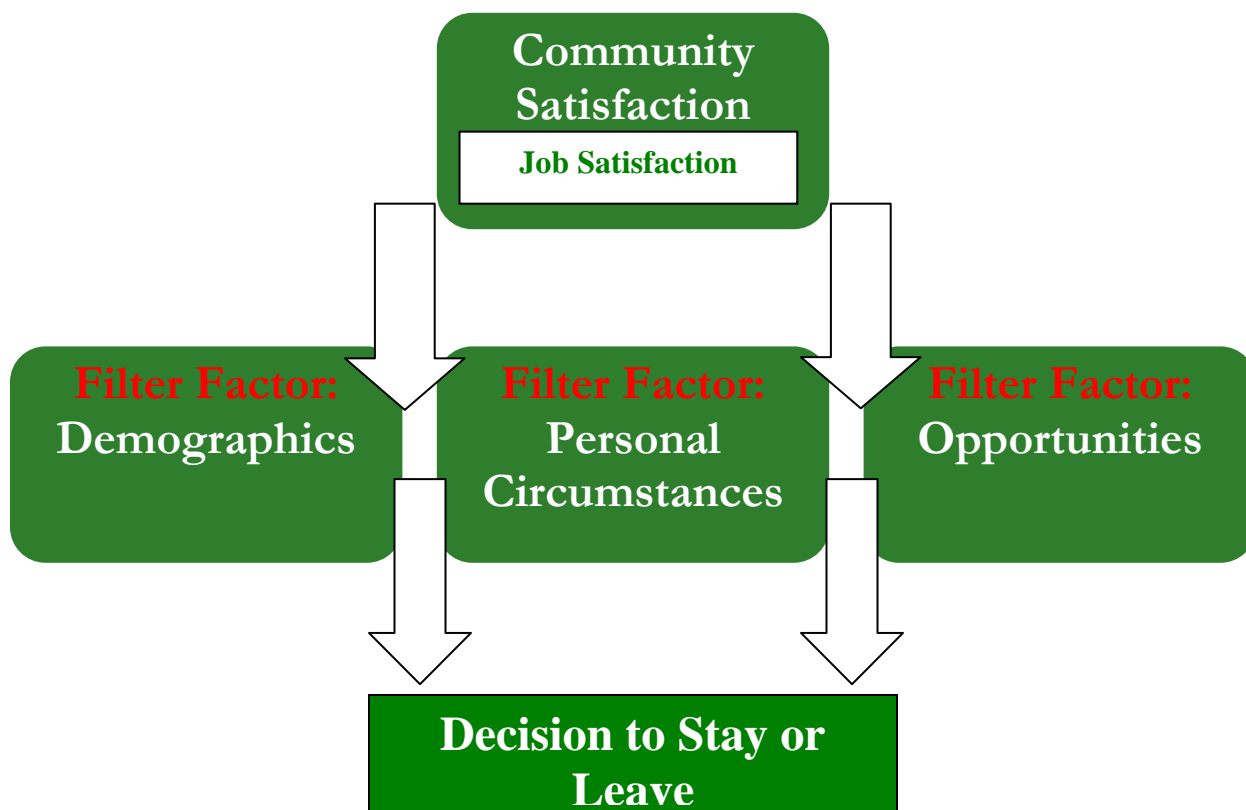 Community
Satisfaction
Job Satisfaction
Filter Factor:
Demographics
Filter Factor:
Personal
Circumstances
Filter Factor:
Opportunities
Decision to Stay or
Leave